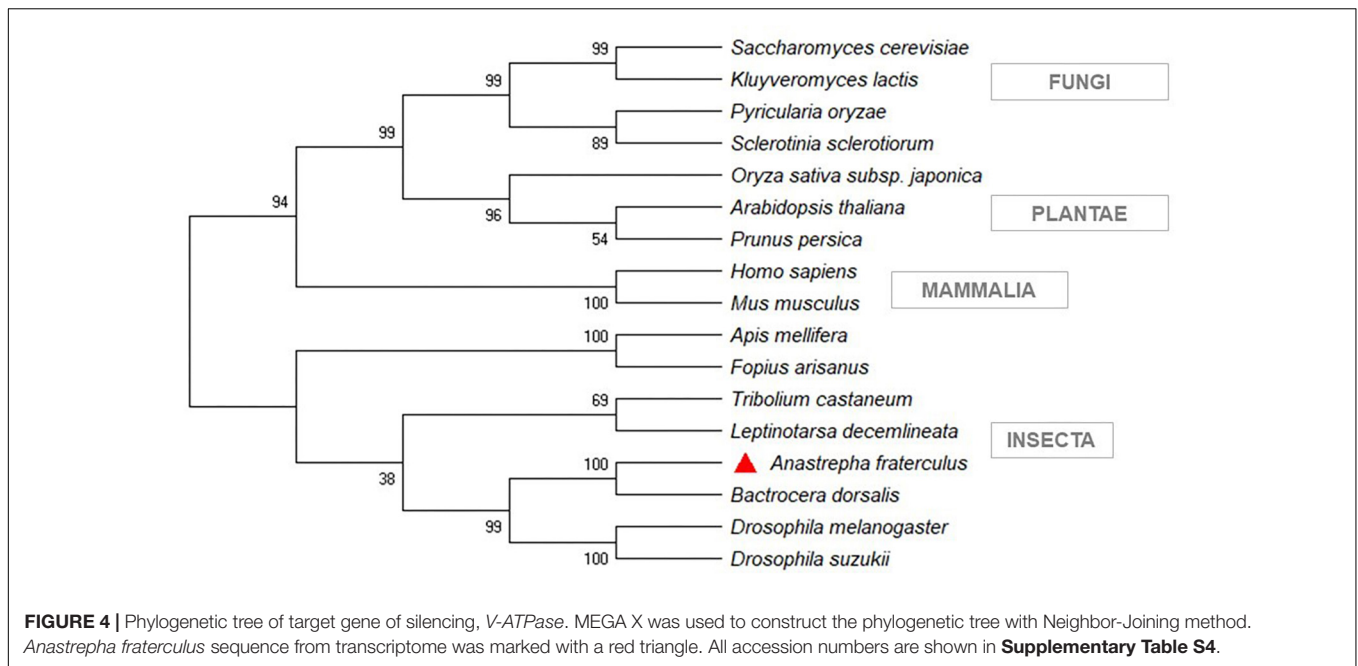 99
Saccharomyces cerevisiae
99
Kluyveromyces lactis
FUNGI
99
Pyricularia oryzae
89
Sclerotinia sclerotiorum
94
Oryza sativa subsp. japonica
96
Arabidopsis thaliana
PLANTAE
54
Prunus persica
Homo sapiens
MAMMALIA
100
Mus musculus
100
Apis mellifera
Fopius arisanus
69
Tribolium castaneum
Leptinotarsa decemlineata
INSECTA
38
100
Anastrepha fraterculus
Bactrocera dorsalis
99
Drosophila melanogaster
100
Drosophila suzukii
FIGURE 4 | Phylogenetic tree of target gene of silencing, V-ATPase. MEGA X was used to construct the phylogenetic tree with Neighbor-Joining method.
Anastrepha fraterculus sequence from transcriptome was marked with a red triangle. All accession numbers are shown in Supplementary Table S4.